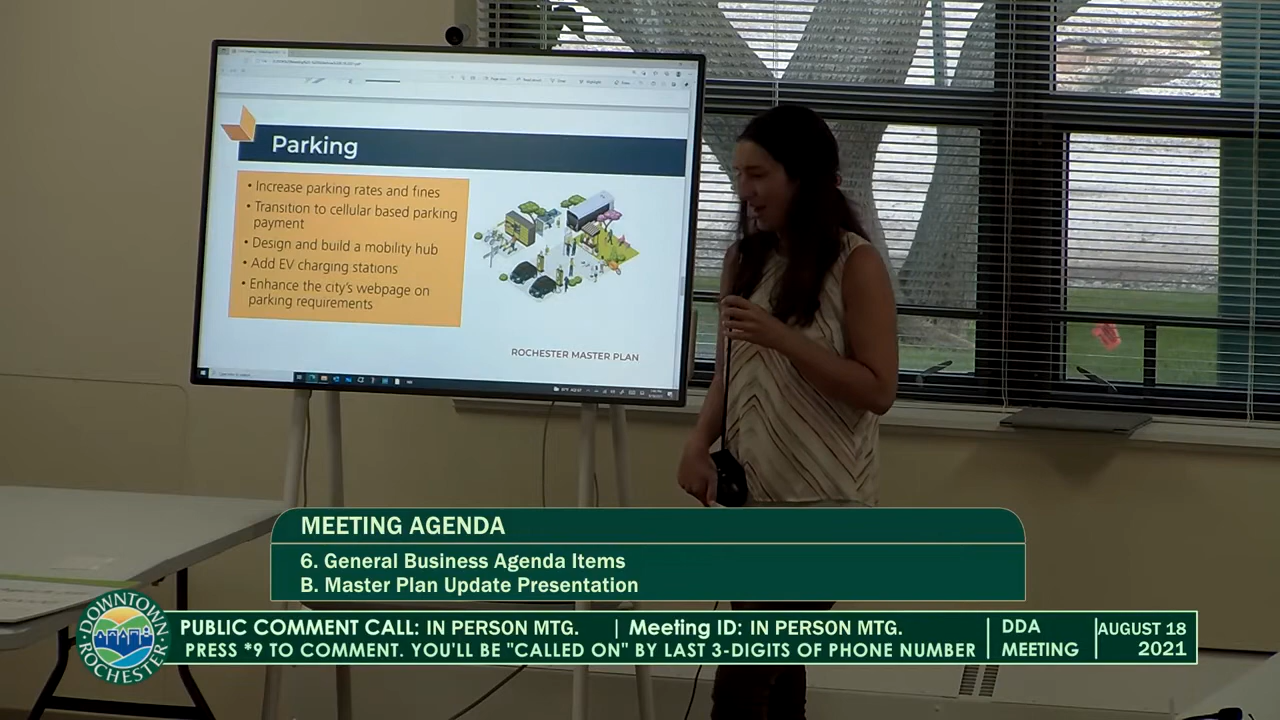 Parking
• Increase parking rates and fines
• Transition to cellular based parking
payment
• Design and build a mobility hub
• Add EV charging stations
• Enhance the city's webpage on
parking requirements
ROCHESTER MASTER PLAN
MEETING AGENDA
6. General Business Agenda Items
B. Master Plan Update Presentation
DOWNTOWN
ROCHESTER
PUBLIC COMMENT CALL: IN PERSON MTG. | Meeting ID: IN PERSON MTG.
PRESS *9 TO COMMENT. YOU'LL BE "CALLED ON" BY LAST 3-DIGITS OF PHONE NUMBER
DDA
MEETING
AUGUST 18
2021